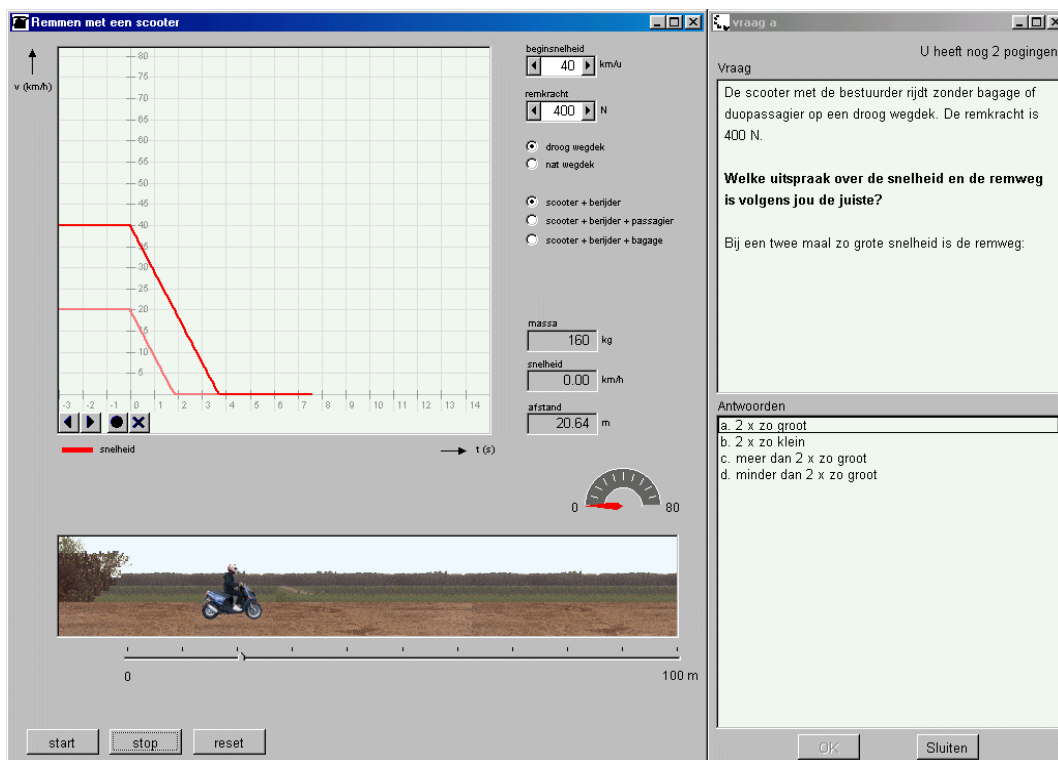 Remmen met een scooter
v (km/h)
80
75
70
65
60
55
50
45
40
35
30
25
20
15
10
5
-3 -2 -1 0 1 2 3 4 5 6 7 8 9 10 11 12 13 14
snelheid
t (s)
beginsnelheid
40 km/u
remkracht
400 N
droog wegdek
nat wegdek
scooter + berijder
scooter + berijder + passagier
scooter + berijder + bagage
massa
160 kg
snelheid
0.00 km/h
afstand
20.64 m
0 80
0 100 m
start stop reset
vraag a
U heeft nog 2 pogingen
Vraag
De scooter met de bestuurder rijdt zonder bagage of
duopassagier op een droog wegdek. De remkracht is
400 N.
Welke uitspraak over de snelheid en de remweg
is volgens jou de juiste?
Bij een twee maal zo grote snelheid is de remweg:
Antwoorden
a. 2 x zo groot
b. 2 x zo klein
c. meer dan 2 x zo groot
d. minder dan 2 x zo groot
OK Sluiten